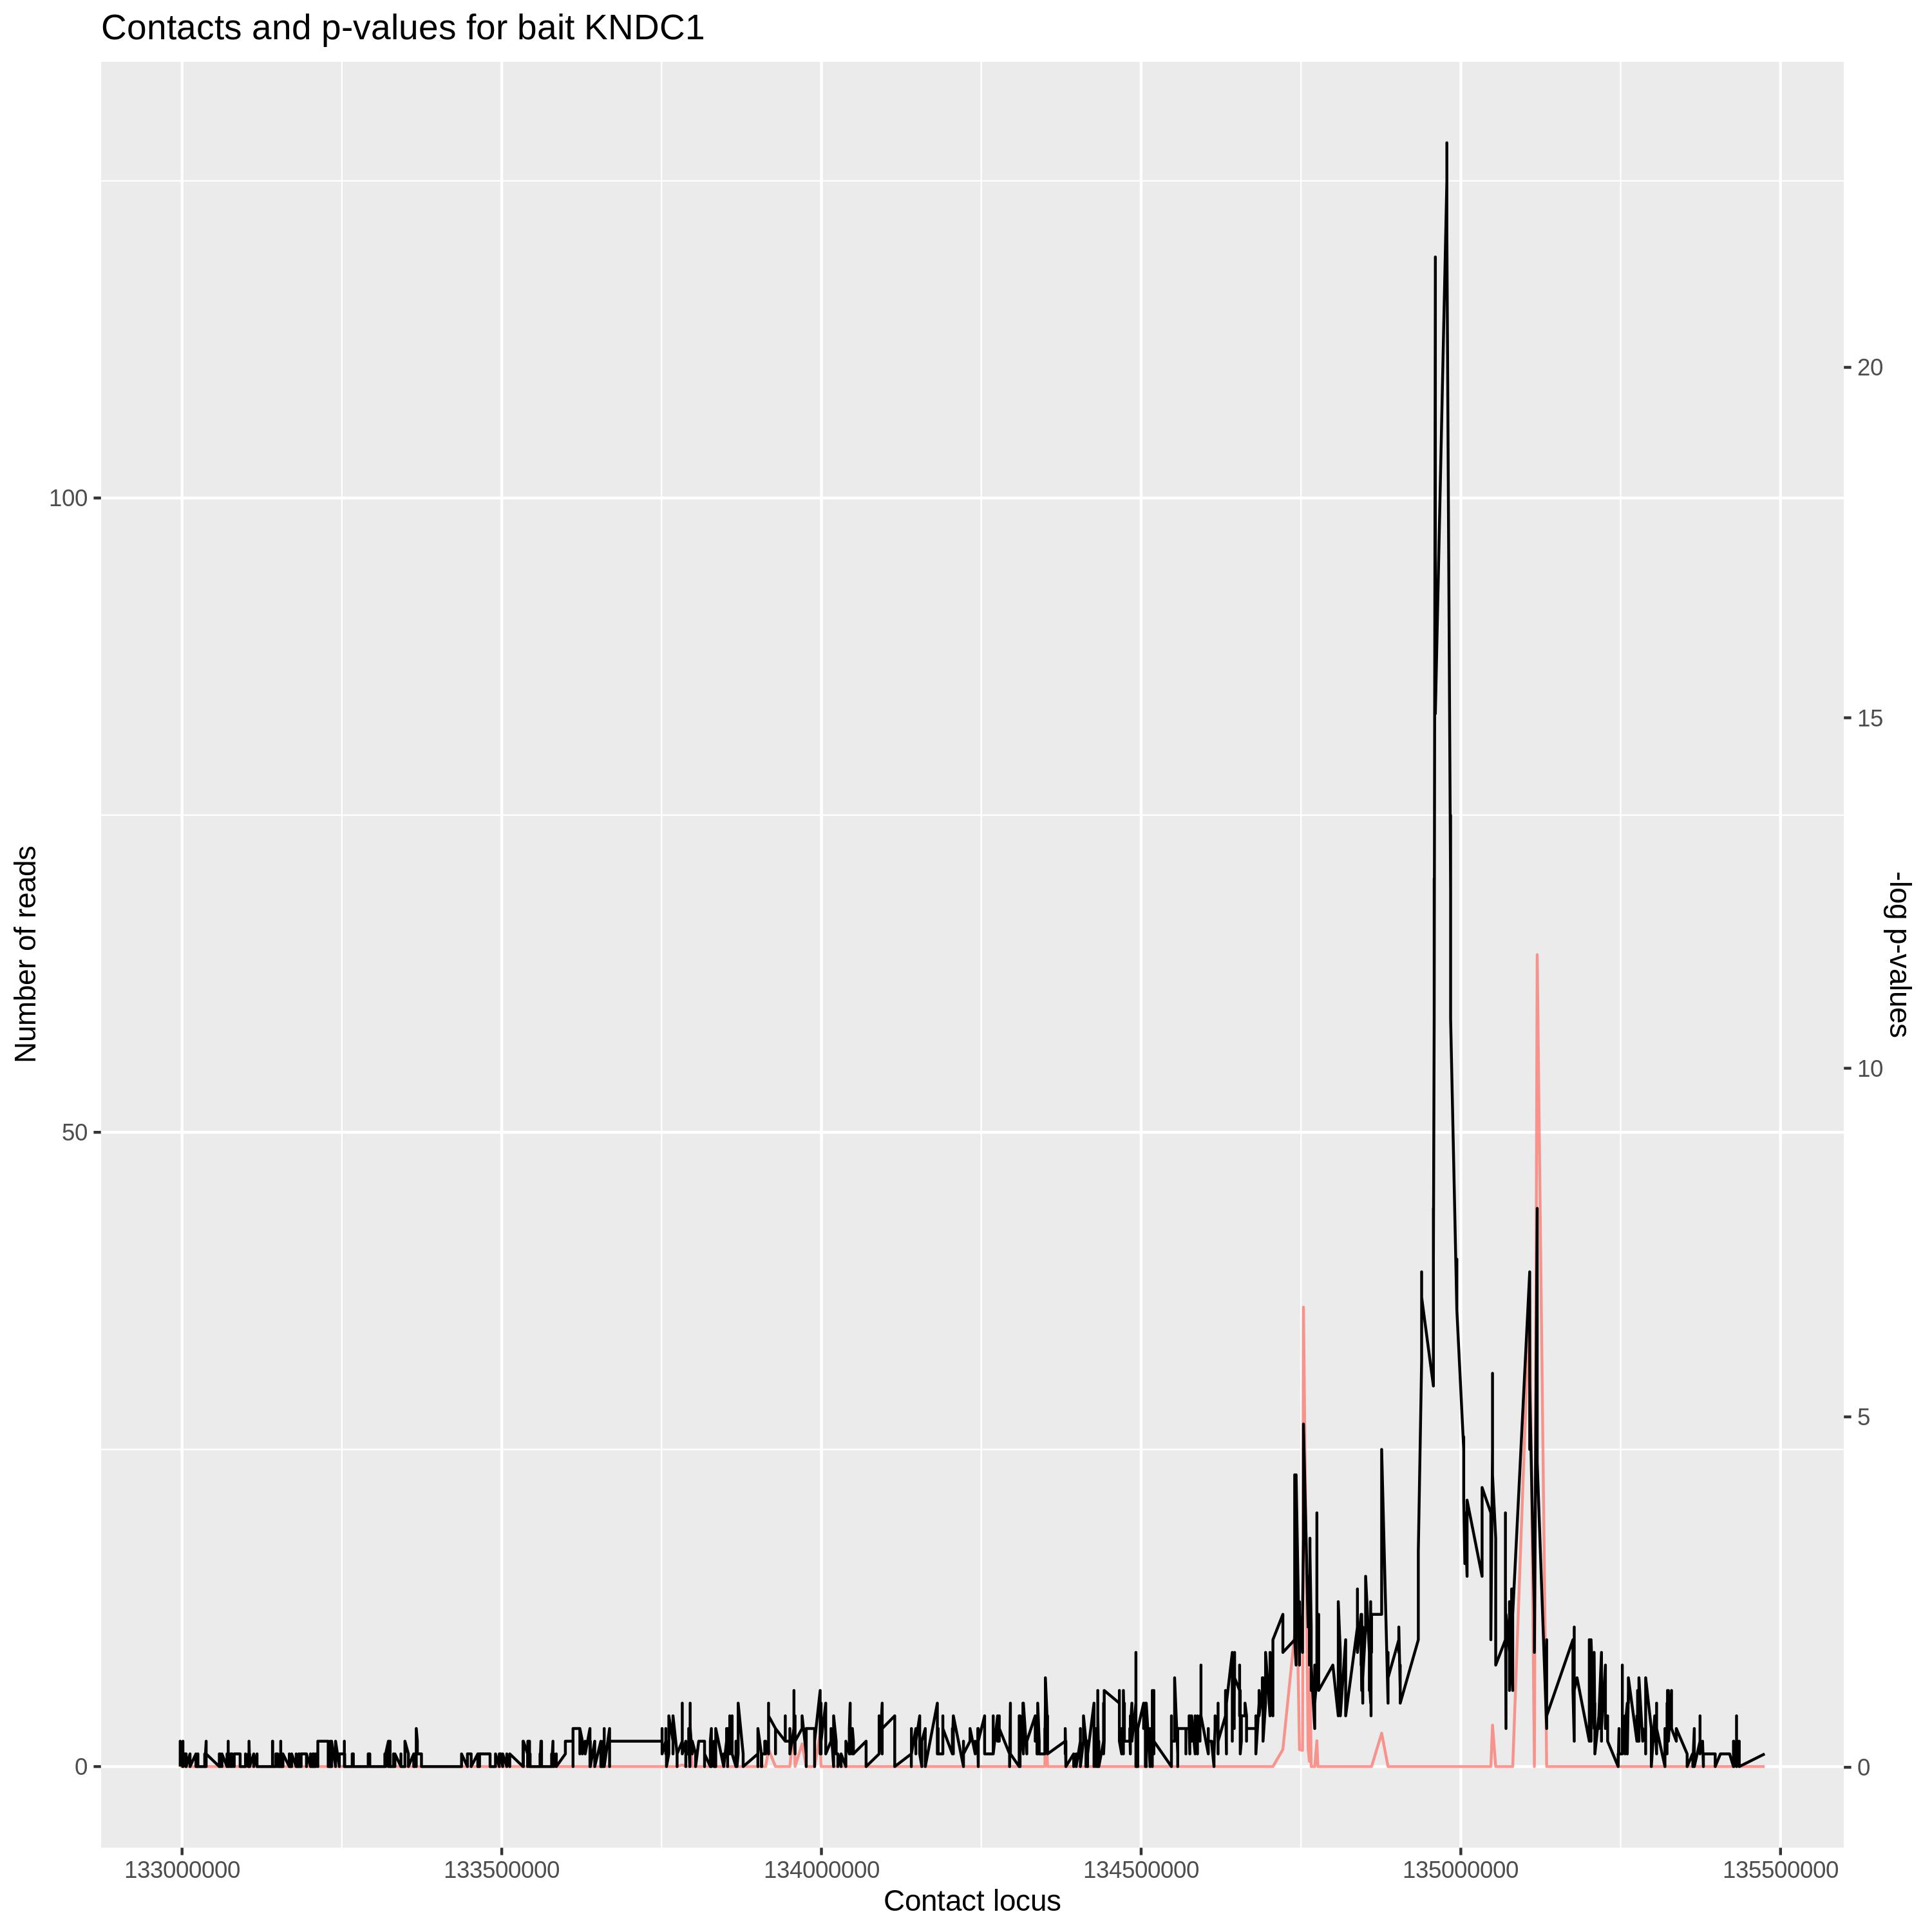 Contacts and p-values for bait KNDC1
Number of reads
100
50
0
20
15
10
5
0
-log p-values
133000000 133500000 134000000 134500000 135000000 135500000
Contact locus